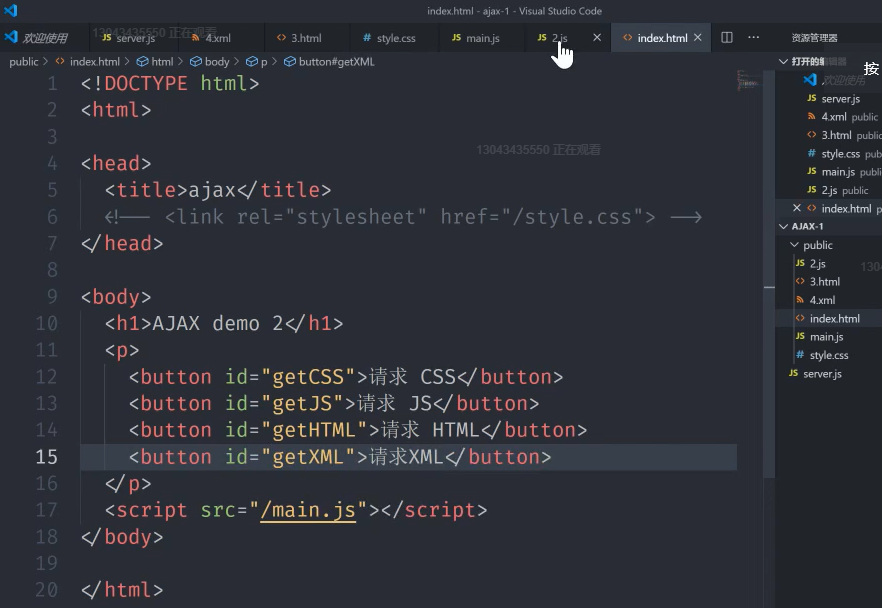 index.html - ajax-1 - Visual Studio Code
欢迎使用 server.js 4.xml 3.html style.css main.js 2.js index.html 资源管理器
13043435550 正在观看
public > index.html > html > body > p > button#getXML
打开的编辑器
按
欢迎使用
server.js
4.xml public
3.html public
style.css pub
main.js publi
2.js public
index.html p
AJAX-1
public
2.js
3.html
4.xml
index.html
main.js
style.css
server.js
1 <!DOCTYPE html>
2 <html>
3
4 <head>
5 <title>ajax</title>
6 <!-- <link rel="stylesheet" href="/style.css"> -->
7 </head>
8
9 <body>
10 <h1>AJAX demo 2</h1>
11 <p>
12 <button id="getCSS">请求 CSS</button>
13 <button id="getJS">请求 JS</button>
14 <button id="getHTML">请求 HTML</button>
15 <button id="getXML">请求XML</button>
16 </p>
17 <script src="/main.js"></script>
18 </body>
19
20 </html>
13043435550 正在观看
1304